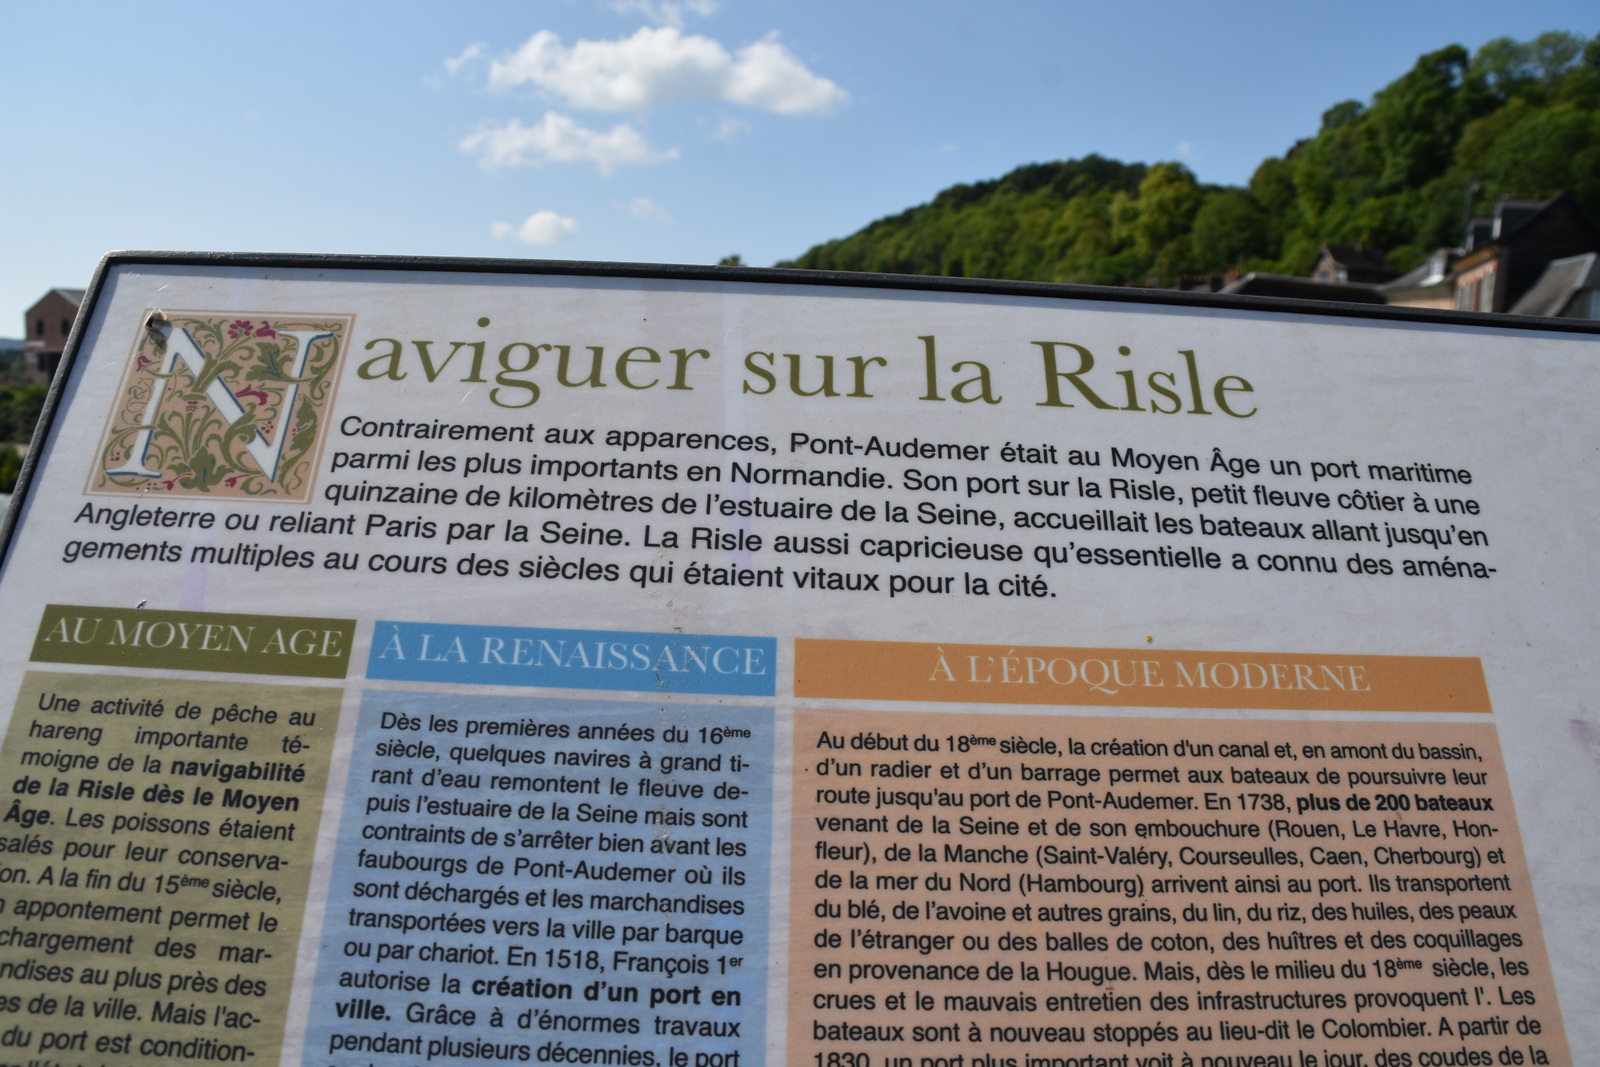 Naviguer sur la Risle
Contrairement aux apparences, Pont-Audemer était au Moyen Âge un port maritime
parmi les plus importants en Normandie. Son port sur la Risle, petit fleuve côtier à une
quinzaine de kilomètres de l'estuaire de la Seine, accueillait les bateaux allant jusqu'en
Angleterre ou reliant Paris par la Seine. La Risle aussi capricieuse qu'essentielle a connu des aména-
gements multiples au cours des siècles qui étaient vitaux pour la cité.
AU MOYEN AGE
Une activité de pêche au
hareng importante té-
moigne de la navigabilité
de la Risle dès le Moyen
Âge. Les poissons étaient
salés pour leur conserva-
on. A la fin du 15ème siècle,
appontement permet le
chargement des mar-
ndises au plus près des
es de la ville. Mais l'ac-
du port est condition-
À LA RENAISSANCE
Dès les premières années du 16ème
siècle, quelques navires à grand ti-
rant d'eau remontent le fleuve de-
puis l'estuaire de la Seine mais sont
contraints de s'arrêter bien avant les
faubourgs de Pont-Audemer où ils
sont déchargés et les marchandises
transportées vers la ville par barque
ou par chariot. En 1518, François 1er
autorise la création d'un port en
ville. Grâce à d'énormes travaux
pendant plusieurs décennies, le port
À L'ÉPOQUE MODERNE
Au début du 18ème siècle, la création d'un canal et, en amont du bassin,
d'un radier et d'un barrage permet aux bateaux de poursuivre leur
route jusqu'au port de Pont-Audemer. En 1738, plus de 200 bateaux
venant de la Seine et de son embouchure (Rouen, Le Havre, Hon-
fleur), de la Manche (Saint-Valéry, Courseulles, Caen, Cherbourg) et
de la mer du Nord (Hambourg) arrivent ainsi au port. Ils transportent
du blé, de l'avoine et autres grains, du lin, du riz, des huiles, des peaux
de l'étranger ou des balles de coton, des huîtres et des coquillages
en provenance de la Hougue. Mais, dès le milieu du 18ème siècle, les
crues et le mauvais entretien des infrastructures provoquent l'. Les
bateaux sont à nouveau stoppés au lieu-dit le Colombier. A partir de
1830, un port plus important voit à nouveau le jour, des coudes de la